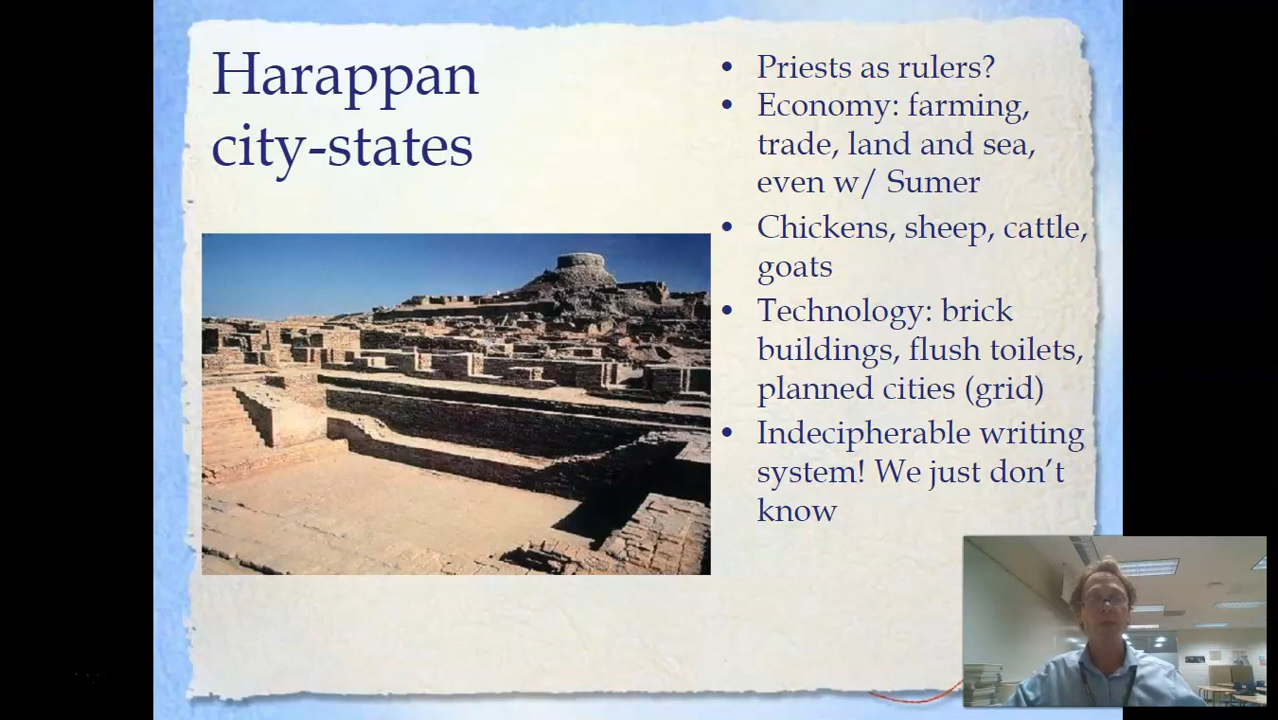 Harappan
city-states
• Priests as rulers?
• Economy: farming,
trade, land and sea,
even w/ Sumer
• Chickens, sheep, cattle,
goats
• Technology: brick
buildings, flush toilets,
planned cities (grid)
• Indecipherable writing
system! We just don’t
know